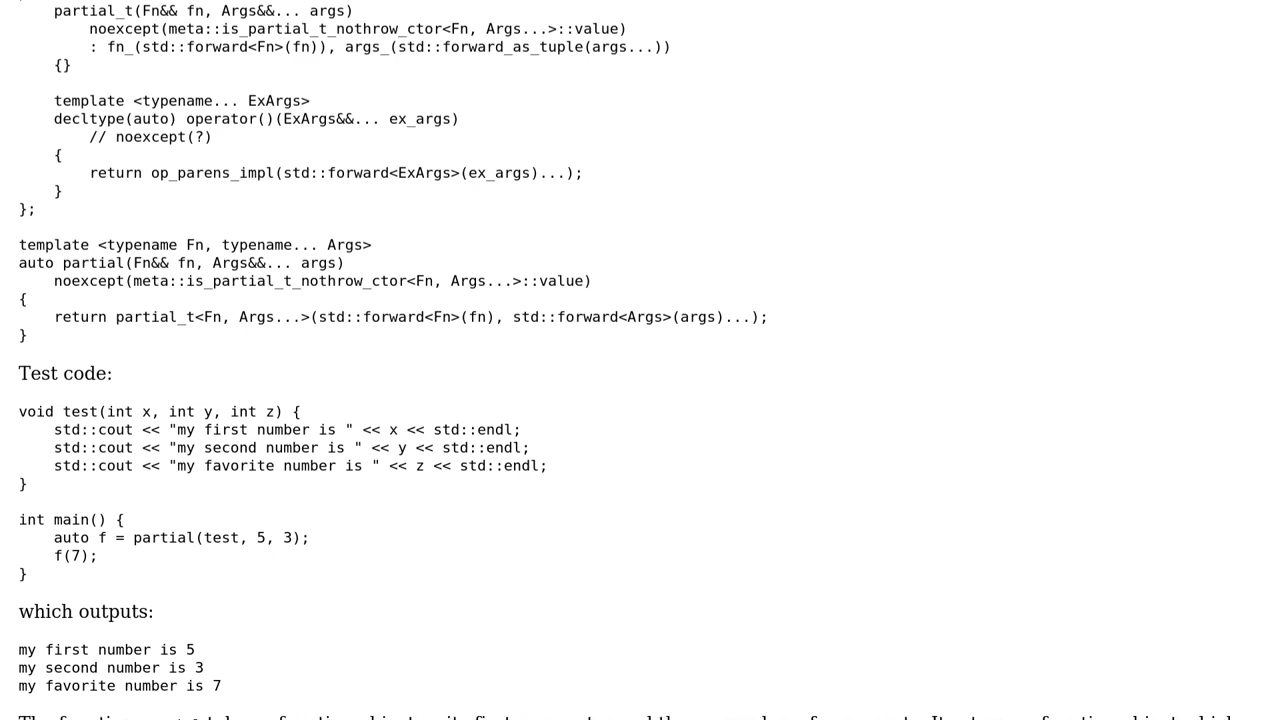 partial_t(Fn&& fn, Args&&... args)
noexcept(meta::is_partial_t_nothrow_ctor<Fn, Args...>::value)
: fn_(std::forward<Fn>(fn)), args_(std::forward_as_tuple(args...))
{}
template <typename... ExArgs>
decltype(auto) operator()(ExArgs&&... ex_args)
// noexcept(?)
{
return op_parens_impl(std::forward<ExArgs>(ex_args)...);
}
};
template <typename Fn, typename... Args>
auto partial(Fn&& fn, Args&&... args)
noexcept(meta::is_partial_t_nothrow_ctor<Fn, Args...>::value)
{
return partial_t<Fn, Args...>(std::forward<Fn>(fn), std::forward<Args>(args)...);
}
Test code:
void test(int x, int y, int z) {
std::cout << "my first number is " << x << std::endl;
std::cout << "my second number is " << y << std::endl;
std::cout << "my favorite number is " << z << std::endl;
}
int main() {
auto f = partial(test, 5, 3);
f(7);
}
which outputs:
my first number is 5
my second number is 3
my favorite number is 7